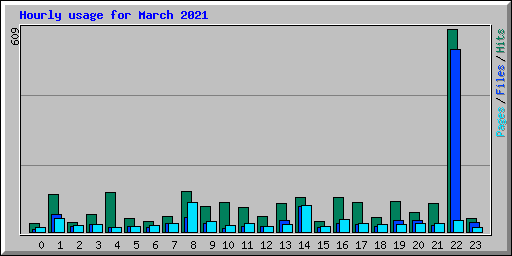 Hourly usage for March 2021
609
Pages/Files/Hits
0 1 2 3 4 5 6 7 8 9 10 11 12 13 14 15 16 17 18 19 20 21 22 23